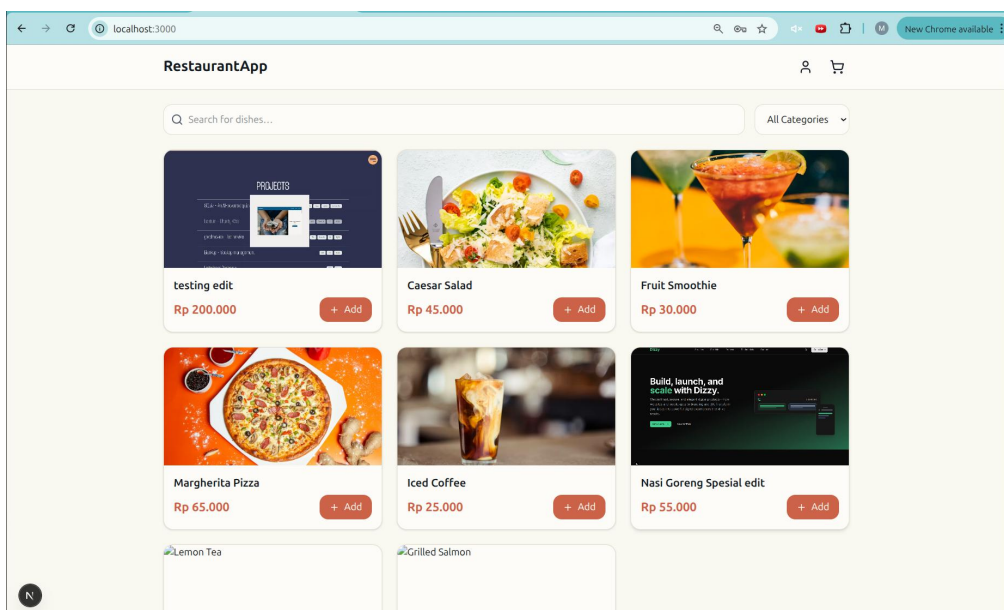 localhost:3000
New Chrome available
M
RestaurantApp
Search for dishes...
All Categories
PROJECTS
testing edit
Rp 200.000
+ Add
Caesar Salad
Rp 45.000
+ Add
Fruit Smoothie
Rp 30.000
+ Add
Dizzy
Build, launch, and
scale with Dizzy.
Margherita Pizza
Rp 65.000
+ Add
Iced Coffee
Rp 25.000
+ Add
Nasi Goreng Spesial edit
Rp 55.000
+ Add
Lemon Tea
Grilled Salmon
N